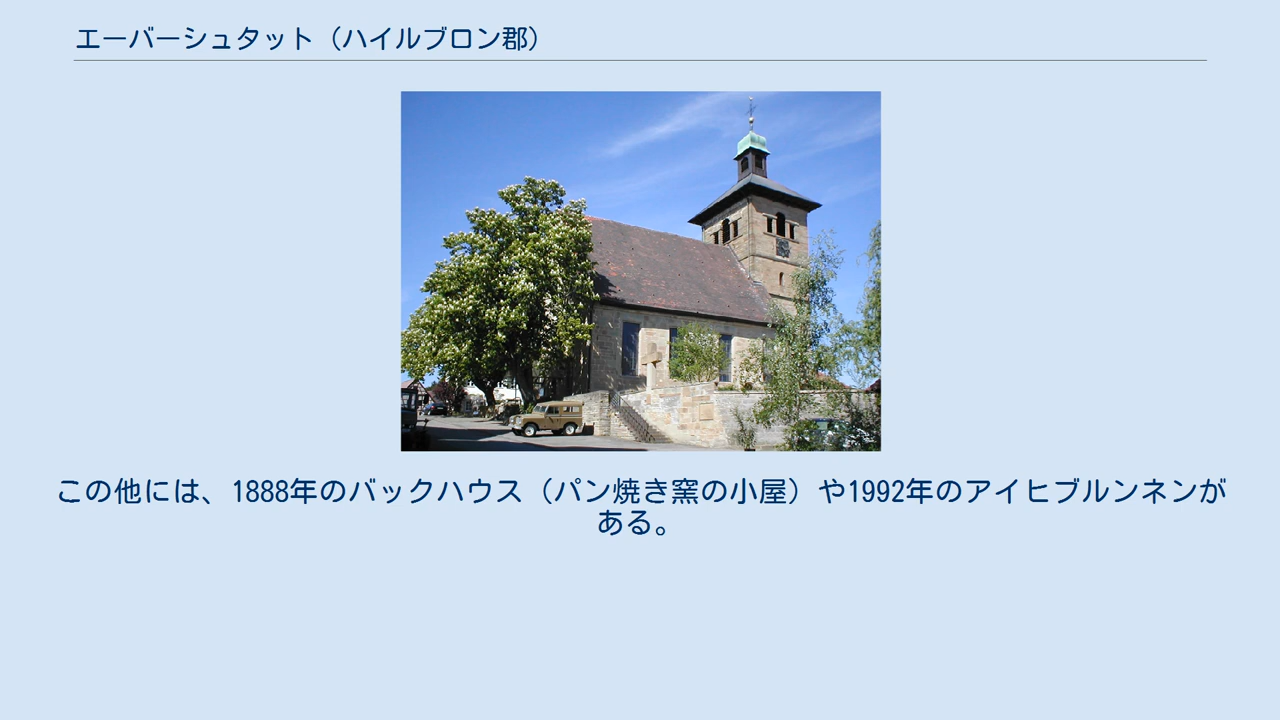 エーバーシュタット（ハイルブロン郡）
この他には、1888年のバックハウス（パン焼き窯の小屋）や1992年のアイヒブルンネンが
ある。